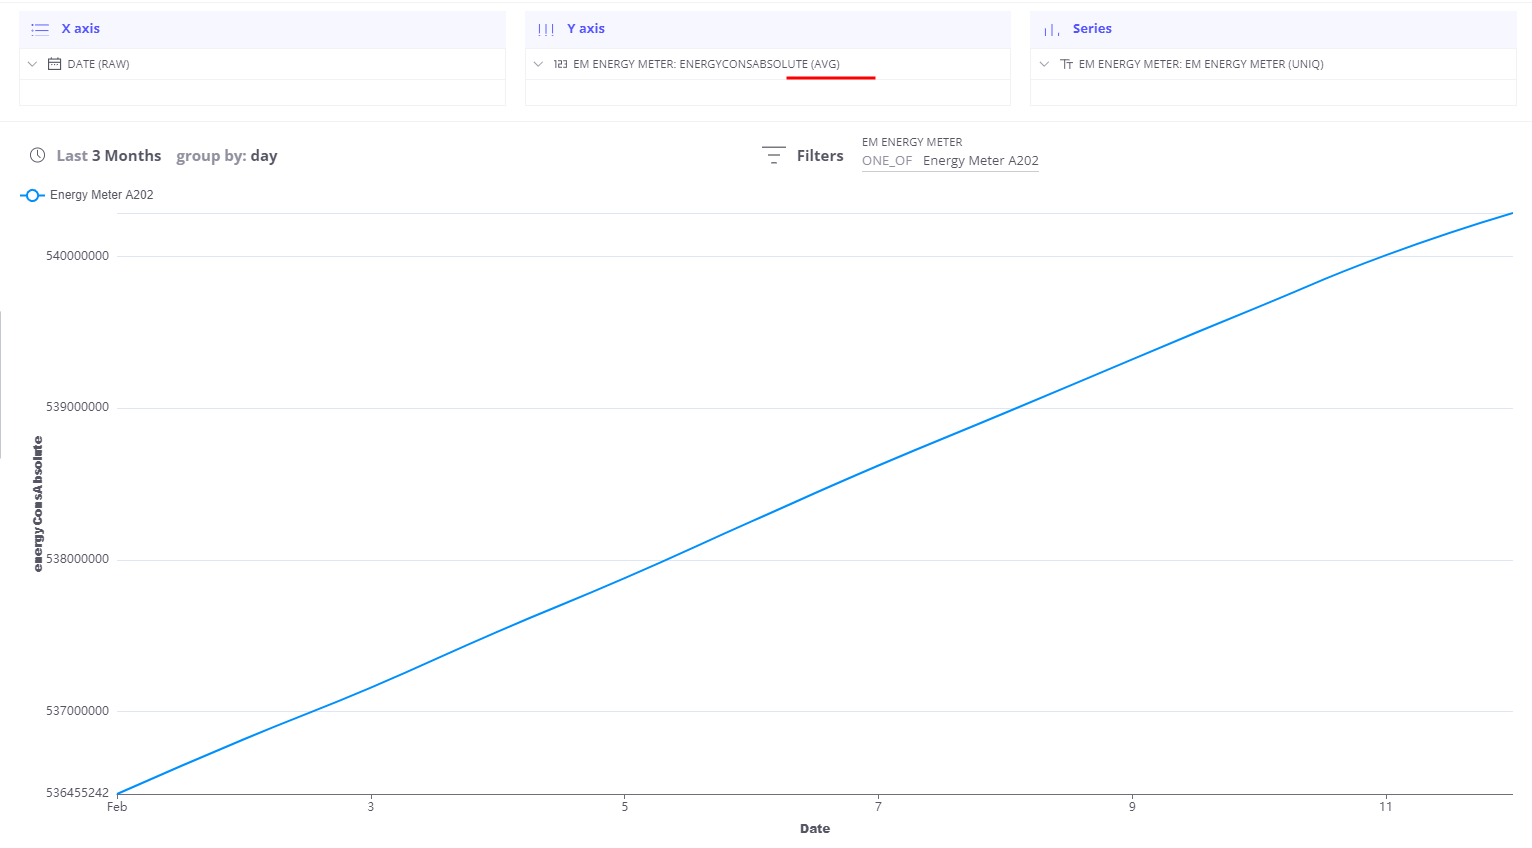 X axis
Y axis
Series
DATE (RAW)
123 EM ENERGY METER: ENERGYCONSABSOLUTE (AVG)
Tт EM ENERGY METER: EM ENERGY METER (UNIQ)
Last 3 Months group by: day
Filters
EM ENERGY METER
ONE_OF Energy Meter A202
Energy Meter A202
540000000
539000000
538000000
537000000
536455242
energyConsAbsolute
Feb 3 5 7 9 11
Date